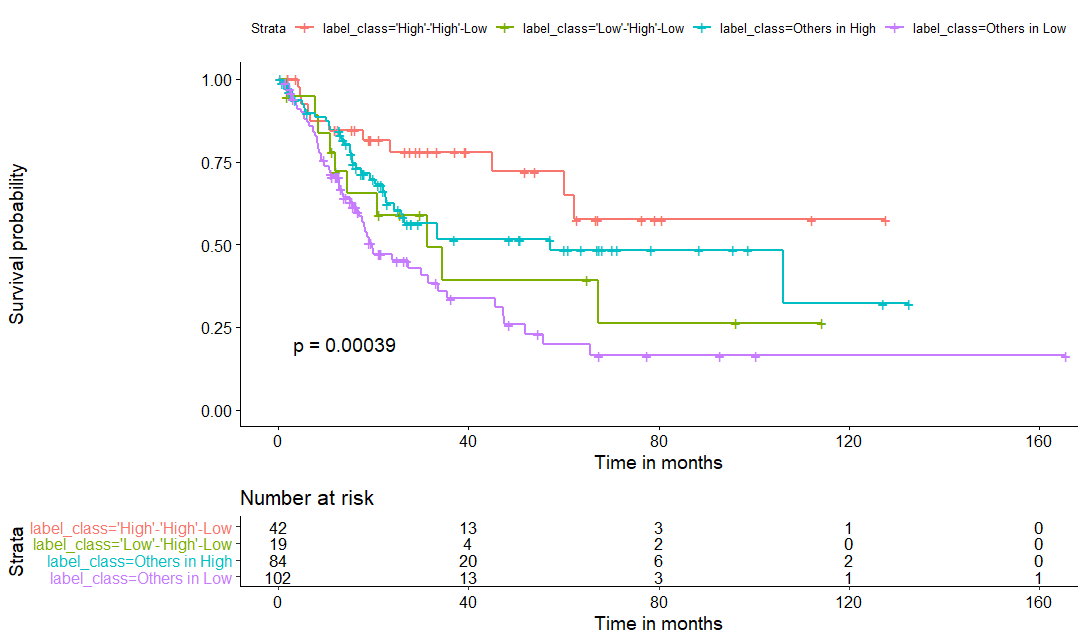 Strata label_class='High'-'High'-Low label_class='Low'-'High'-Low label_class=Others in High label_class=Others in Low
Survival probability
1.00
0.75
0.50
0.25
0.00
p = 0.00039
0 40 80 120 160
Time in months
Number at risk
Strata
label_class='High'-'High'-Low 42 13 3 1 0
label_class='Low'-'High'-Low 19 4 2 0 0
label_class=Others in High 84 20 6 2 0
label_class=Others in Low 102 13 3 1 1
0 40 80 120 160
Time in months